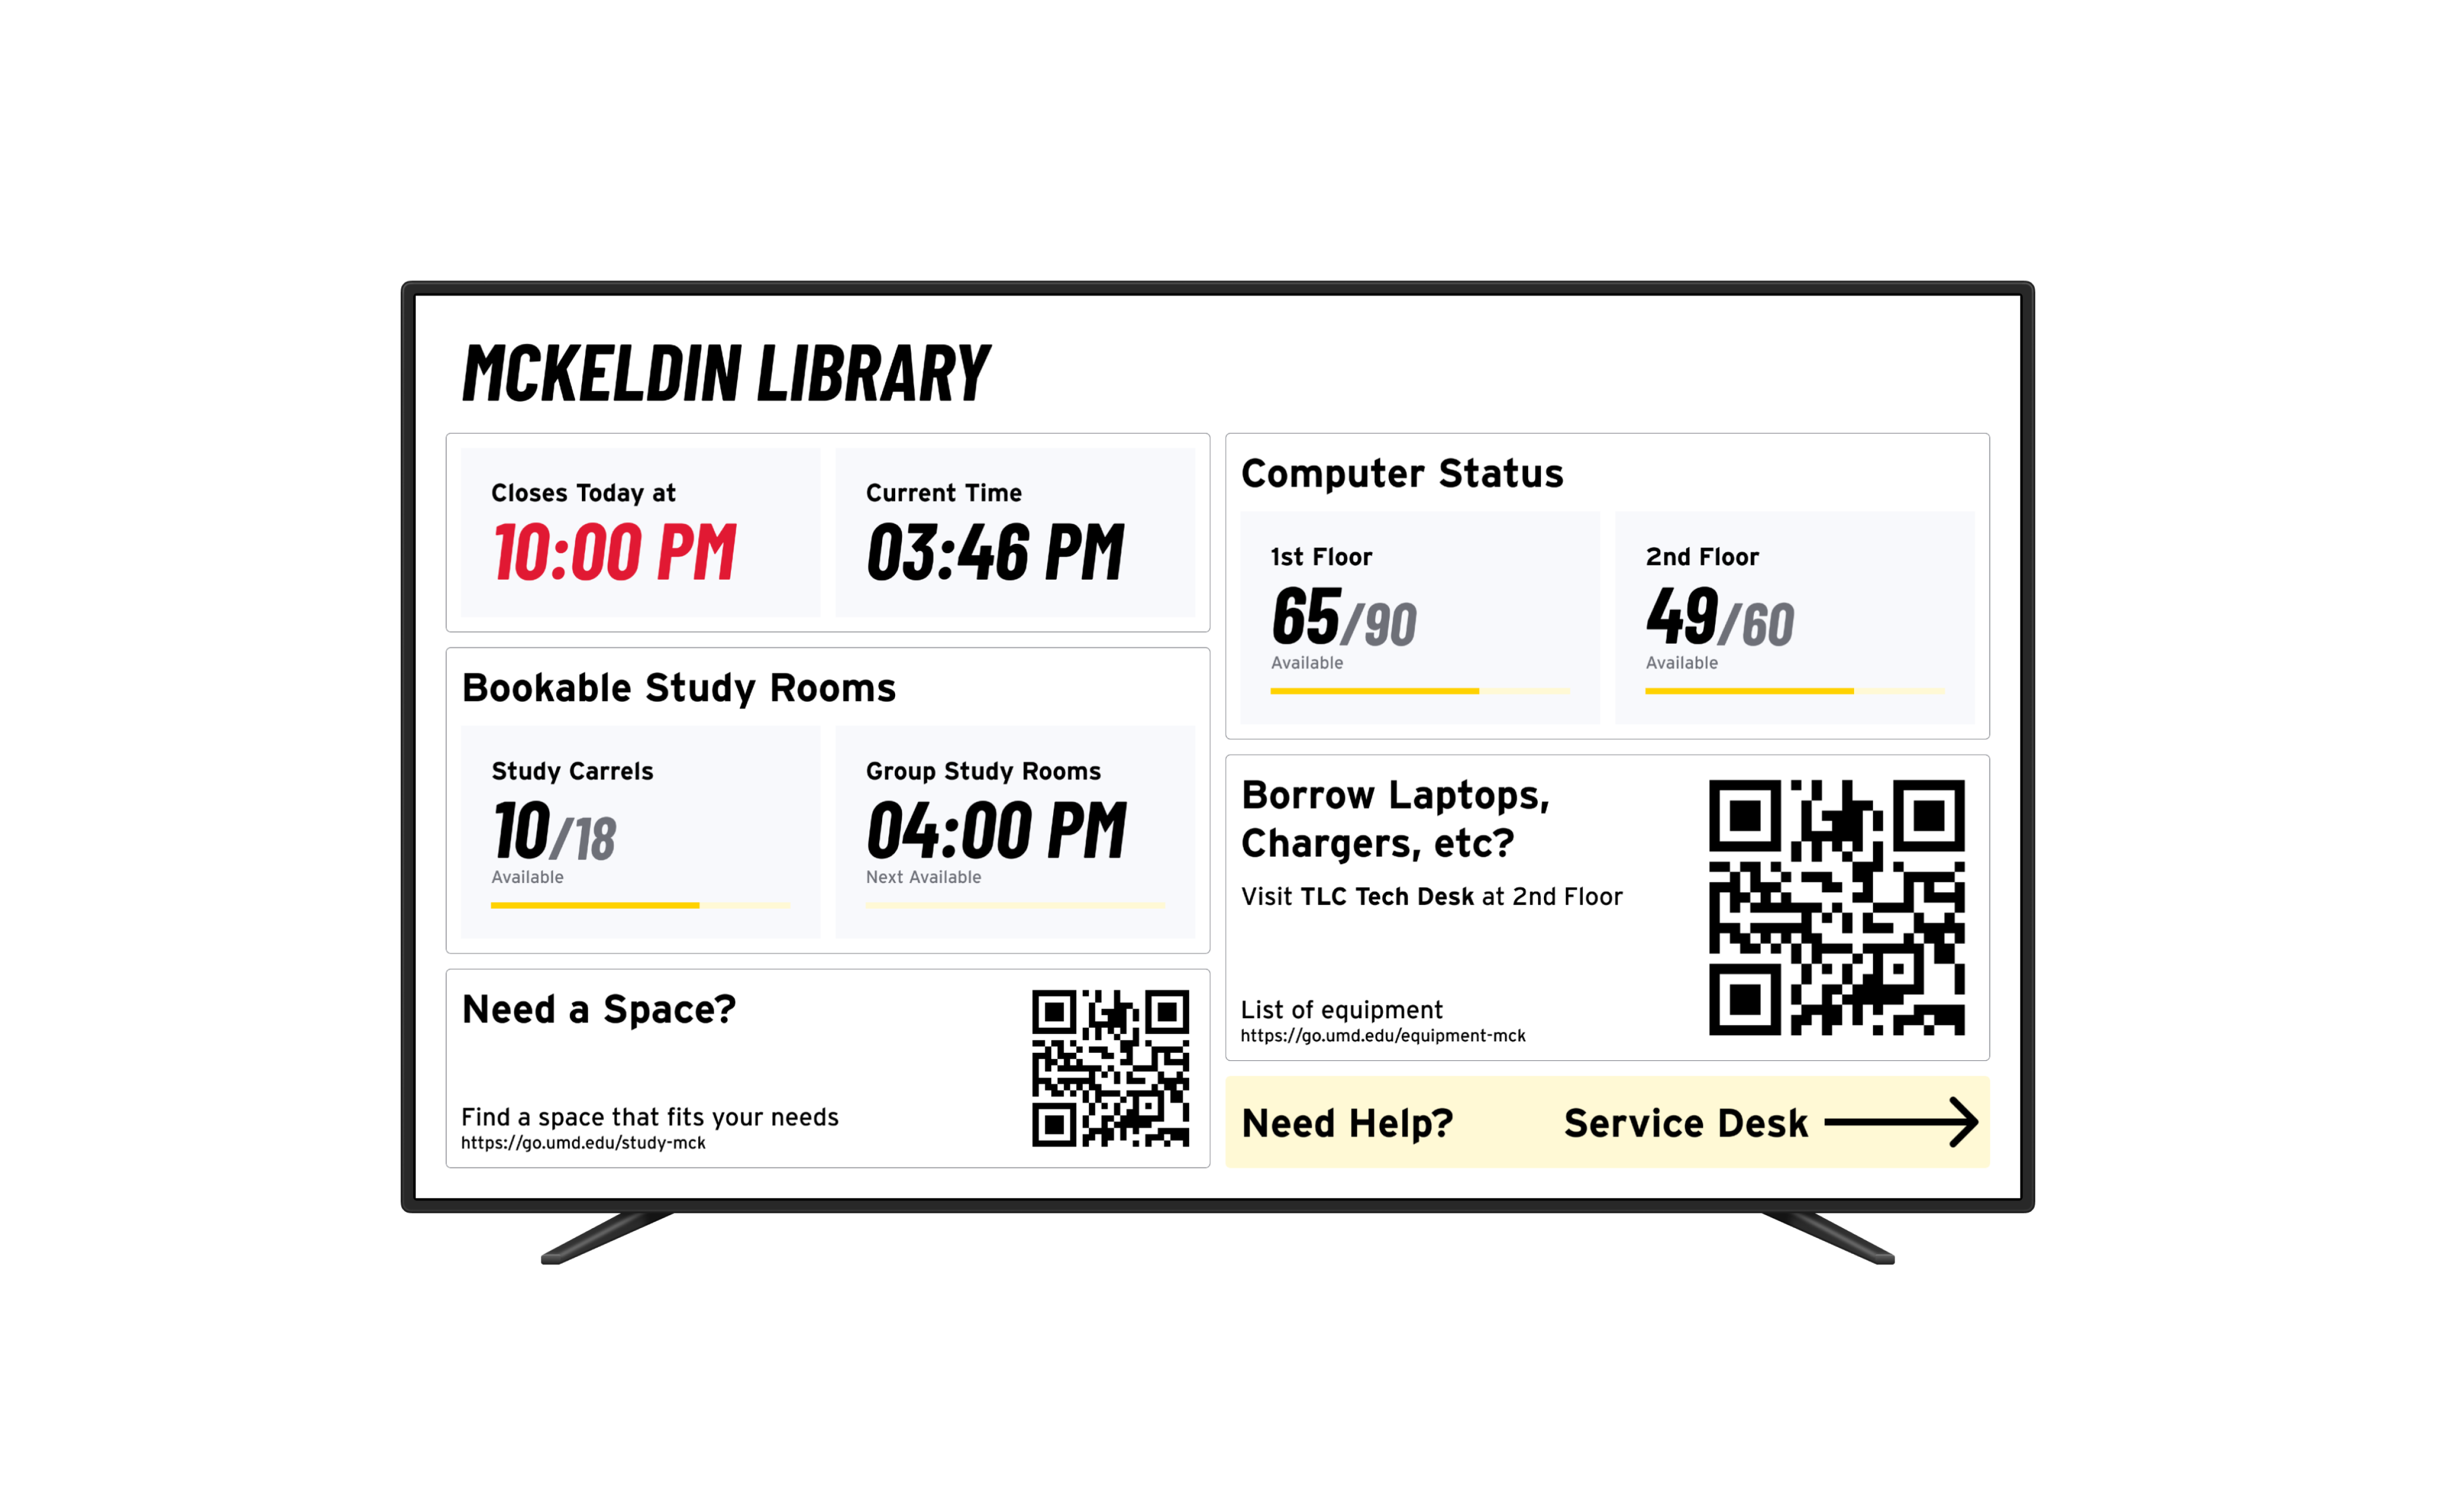 MCKELDIN LIBRARY
Closes Today at
10:00 PM
Current Time
03:46 PM
Bookable Study Rooms
Study Carrels
10/18
Available
Group Study Rooms
04:00 PM
Next Available
Need a Space?
Find a space that fits your needs
https://go.umd.edu/study-mck
Computer Status
1st Floor
65/90
Available
2nd Floor
49/60
Available
Borrow Laptops,
Chargers, etc?
Visit TLC Tech Desk at 2nd Floor
List of equipment
https://go.umd.edu/equipment-mck
Need Help?
Service Desk